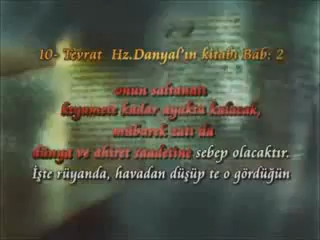 10- Tevrat Hz.Danyal'ın kitabı Bâb: 2
onun saltanatı
kıyamete kadar ayakta kalacak,
mübarek zatı da
dünya ve ahiret saadetine sebep olacaktır.
İşte rüyanda, havadan düşüp te o gördüğün